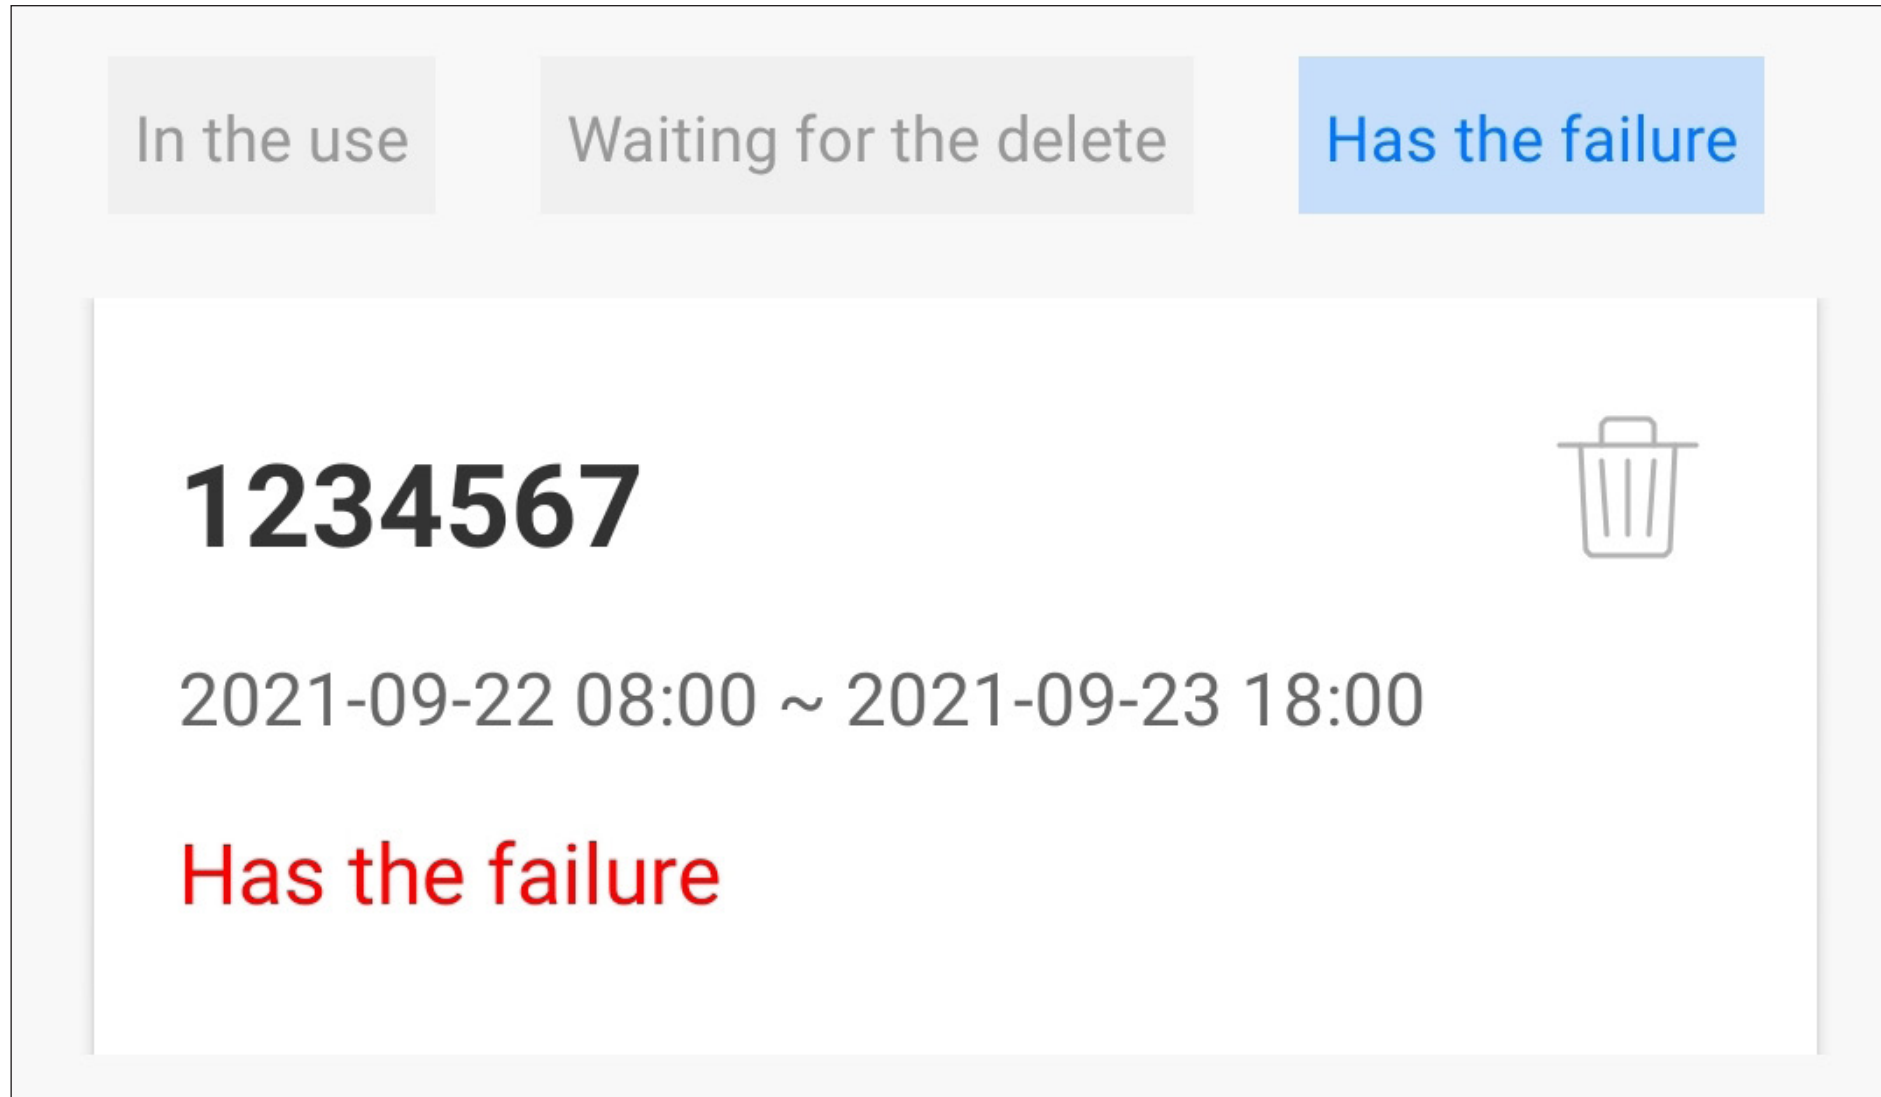 In the use
Waiting for the delete
Has the failure
1234567
2021-09-22 08:00 ~ 2021-09-23 18:00
Has the failure